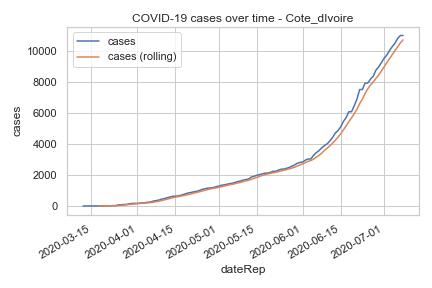 COVID-19 cases over time - Cote_dIvoire
cases
cases (rolling)
cases
10000
8000
6000
4000
2000
0
2020-03-15
2020-04-01
2020-04-15
2020-05-01
2020-05-15
2020-06-01
2020-06-15
2020-07-01
dateRep